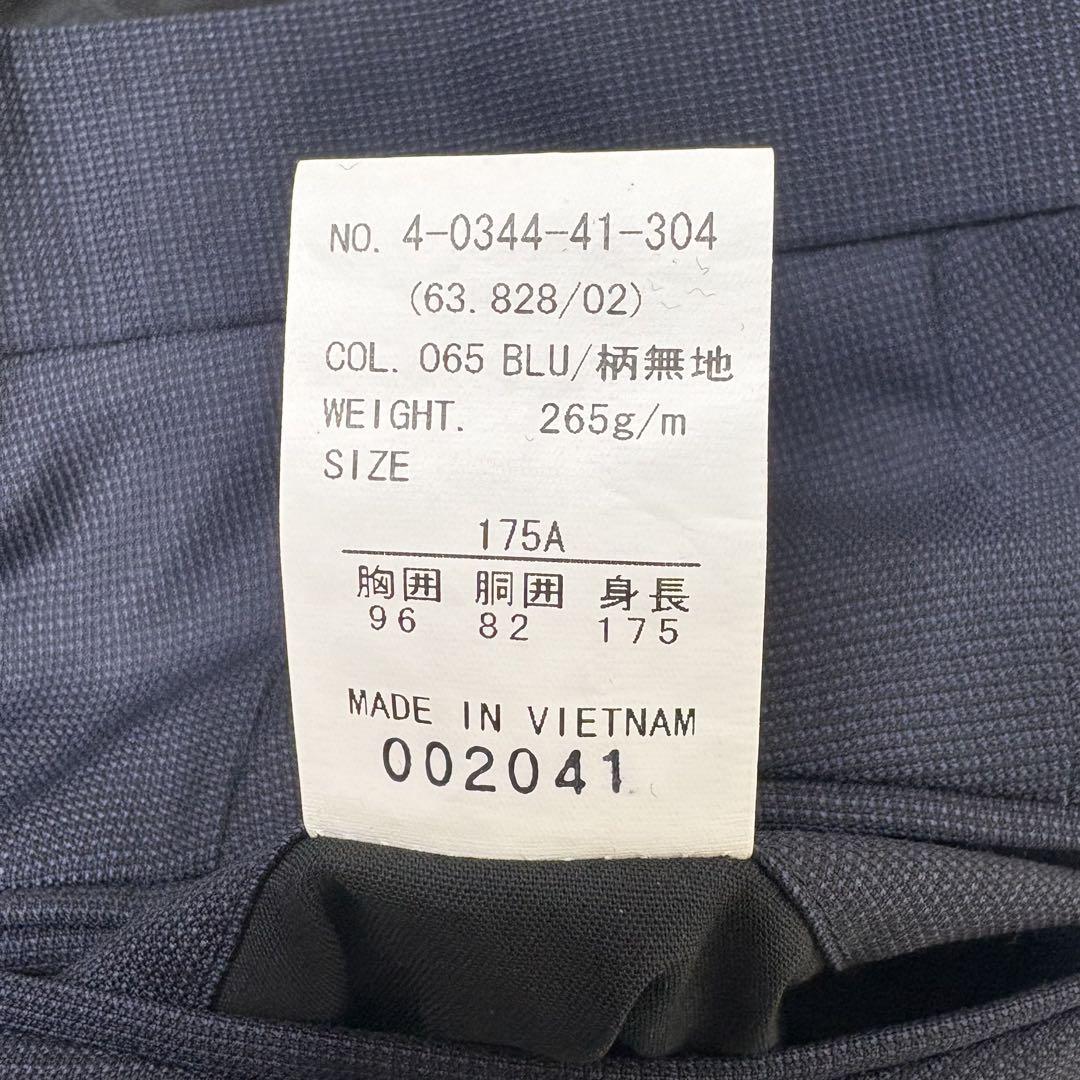 NO. 4-0344-41-304
(63.828/02)
COL. 065 BLU/柄無地
WEIGHT. 265g/m
SIZE
175A
胸囲 胴囲 身長
96 82 175
MADE IN VIETNAM
002041